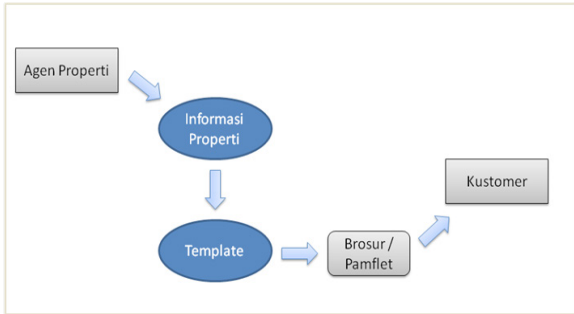 Agen Properti
Informasi
Properti
Template
Brosur /
Pamflet
Kustomer